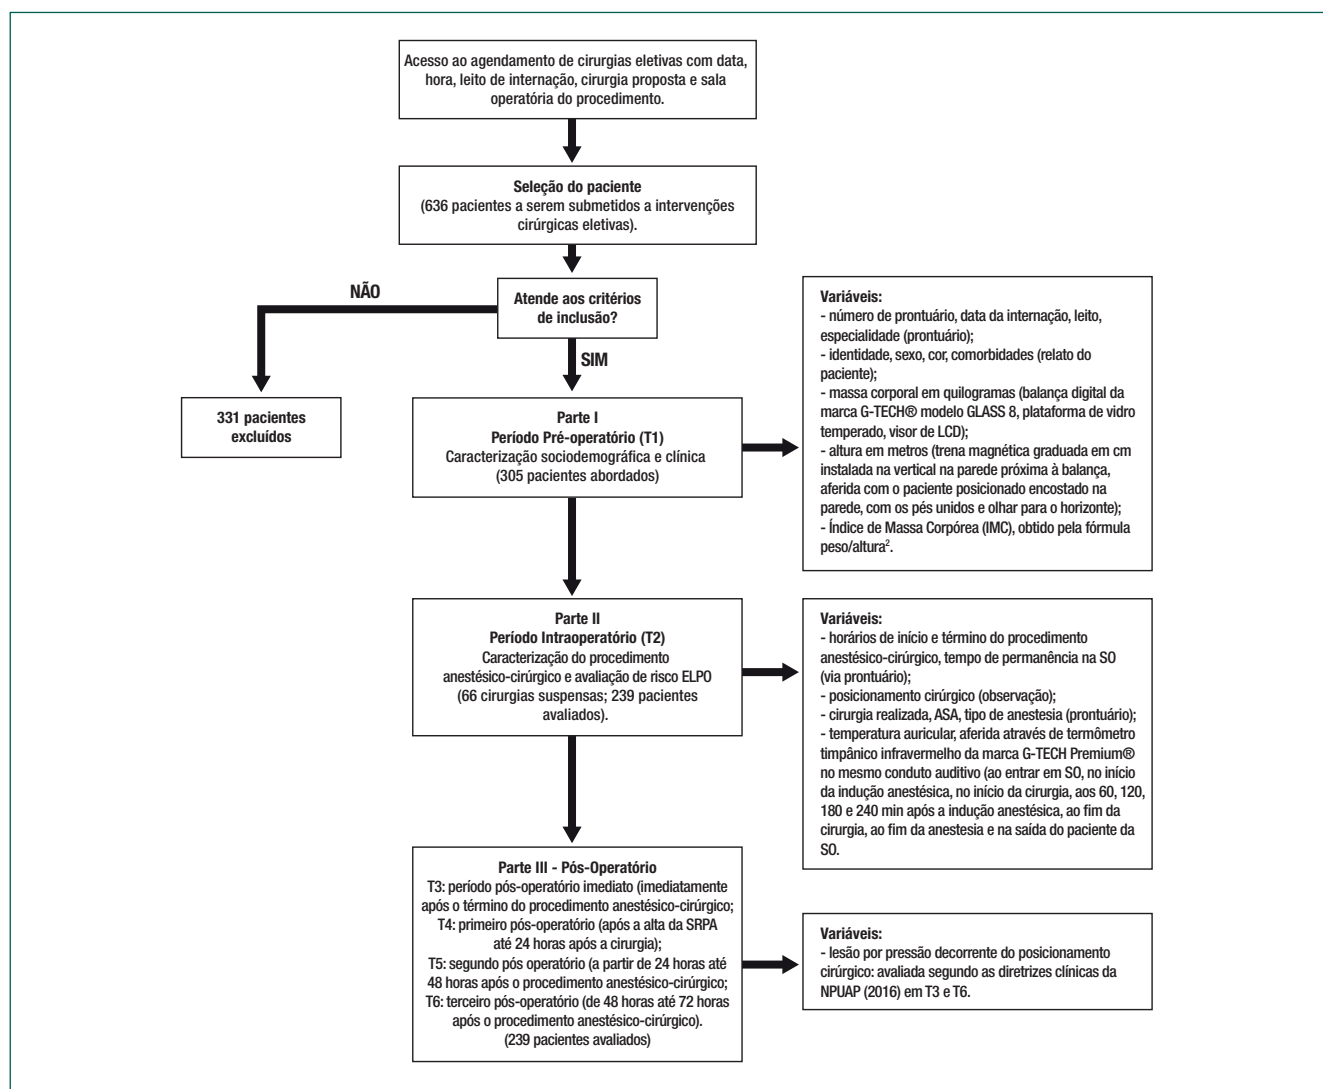 Acesso ao agendamento de cirurgias eletivas com data,
hora, leito de internação, cirurgia proposta e sala
operatória do procedimento.
Seleção do paciente
(636 pacientes a serem submetidos a intervenções
cirúrgicas eletivas).
Atende aos critérios
de inclusão?
NÃO
SIM
331 pacientes
excluídos
Parte I
Período Pré-operatório (T1)
Caracterização sociodemográfica e clínica
(305 pacientes abordados)
Variáveis:
- número de prontuário, data da internação, leito,
especialidade (prontuário);
- identidade, sexo, cor, comorbidades (relato do
paciente);
- massa corporal em quilogramas (balança digital da
marca G-TECH® modelo GLASS 8, plataforma de vidro
temperado, visor de LCD);
- altura em metros (trena magnética graduada em cm
instalada na vertical na parede próxima à balança,
aferida com o paciente posicionado encostado na
parede, com os pés unidos e olhar para o horizonte);
- Índice de Massa Corpórea (IMC), obtido pela fórmula
peso/altura².
Parte II
Período Intraoperatório (T2)
Caracterização do procedimento
anestésico-cirúrgico e avaliação de risco ELPO
(66 cirurgias suspensas; 239 pacientes
avaliados).
Variáveis:
- horários de início e término do procedimento
anestésico-cirúrgico, tempo de permanência na SO
(via prontuário);
- posicionamento cirúrgico (observação);
- cirurgia realizada, ASA, tipo de anestesia (prontuário);
- temperatura auricular, aferida através de termômetro
timpânico infravermelho da marca G-TECH Premium®
no mesmo conduto auditivo (ao entrar em SO, no início
da indução anestésica, no início da cirurgia, aos 60, 120,
180 e 240 min após a indução anestésica, ao fim da
cirurgia, ao fim da anestesia e na saída do paciente da
SO.
Parte III - Pós-Operatório
T3: período pós-operatório imediato (imediatamente
após o término do procedimento anestésico-cirúrgico;
T4: primeiro pós-operatório (após a alta da SRPA
até 24 horas após a cirurgia);
T5: segundo pós operatório (a partir de 24 horas até
48 horas após o procedimento anestésico-cirúrgico;
T6: terceiro pós-operatório (de 48 horas até 72 horas
após o procedimento anestésico-cirúrgico).
(239 pacientes avaliados)
Variáveis:
- lesão por pressão decorrente do posicionamento
cirúrgico: avaliada segundo as diretrizes clínicas da
NPUAP (2016) em T3 e T6.